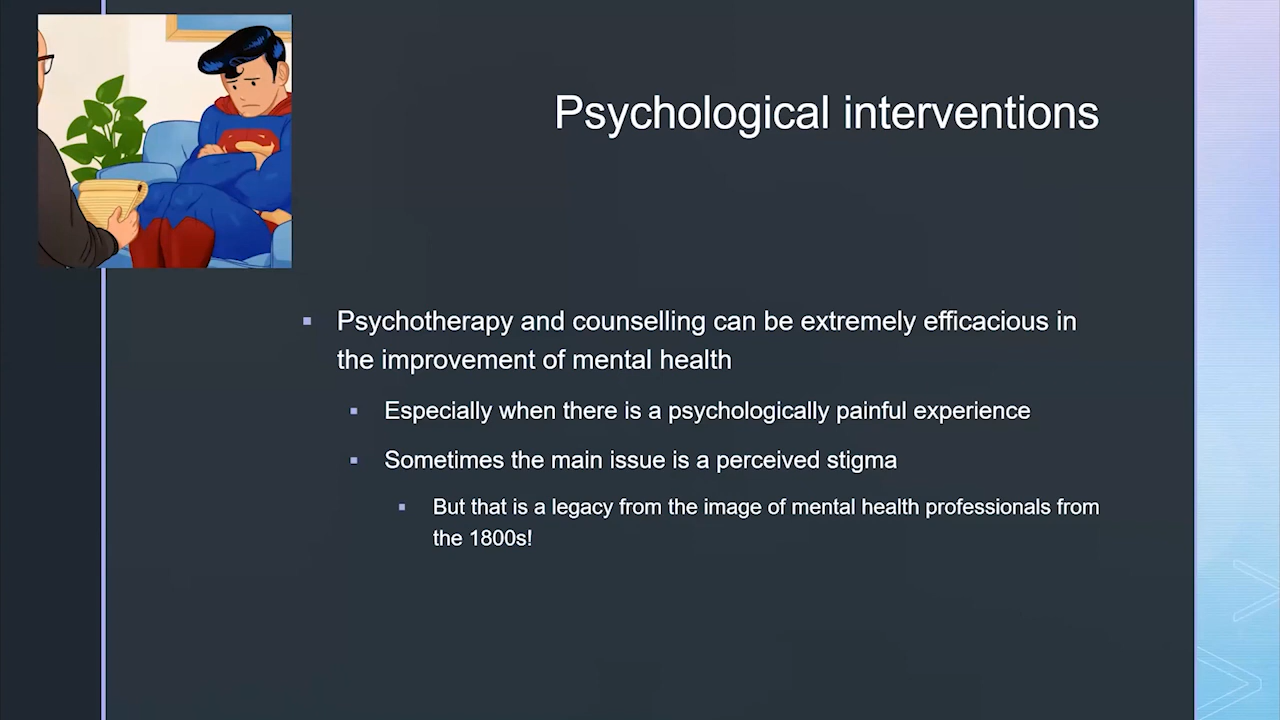 Psychological interventions
Psychotherapy and counselling can be extremely efficacious in
the improvement of mental health
Especially when there is a psychologically painful experience
Sometimes the main issue is a perceived stigma
But that is a legacy from the image of mental health professionals from
the 1800s!